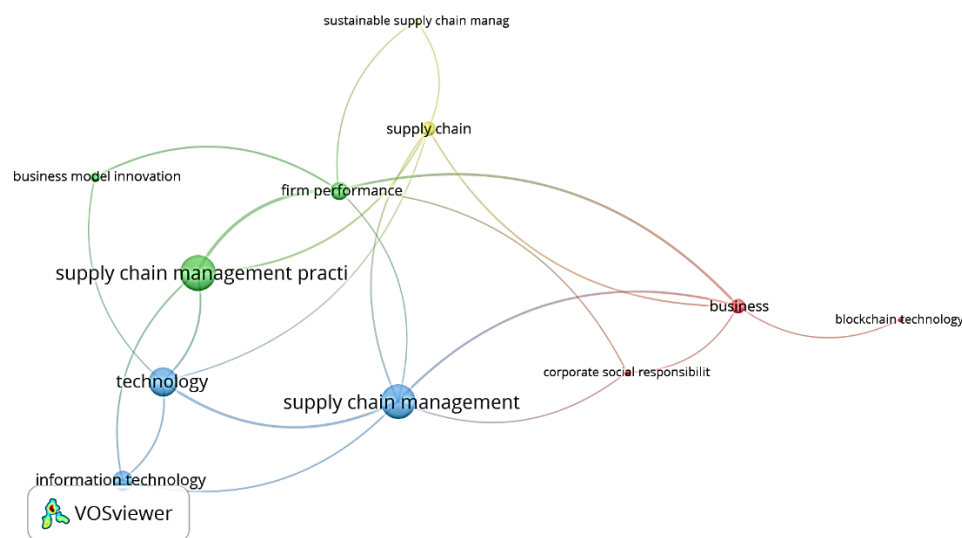 sustainable supply chain manag
supply chain
business model innovation
firm performance
supply chain management practi
business
blockchain technology
corporate social responsibilit
technology
supply chain management
information technology
VOSviewer